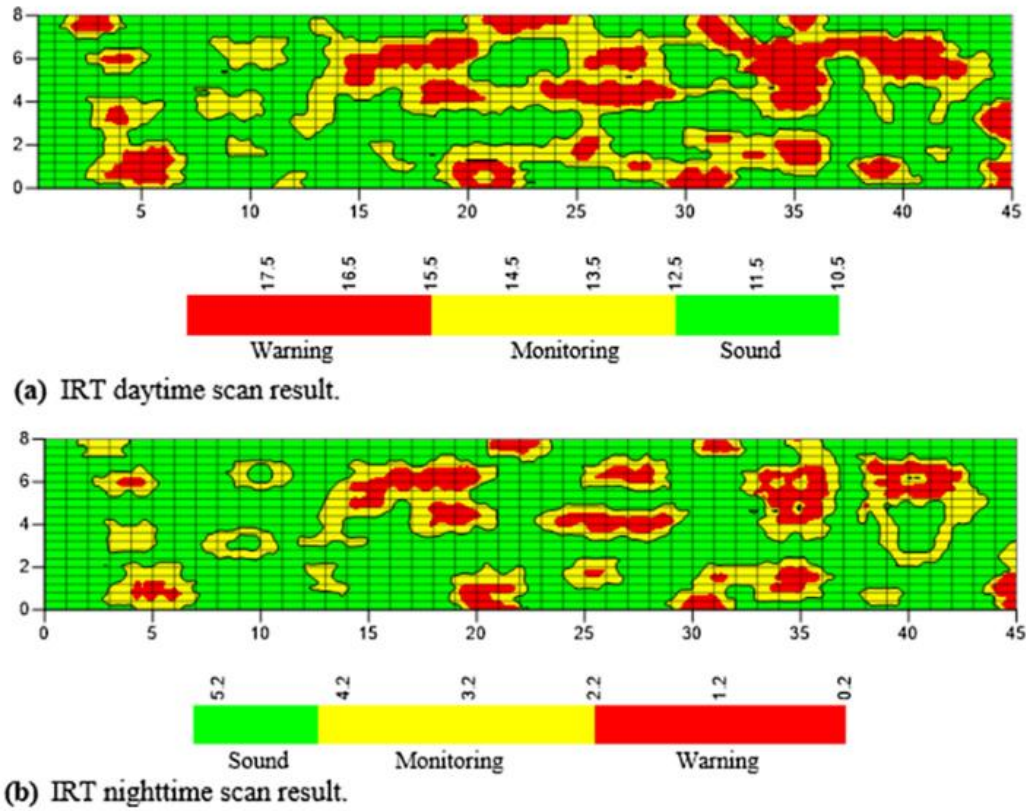 8
6
4
2
0
5 10 15 20 25 30 35 40 45
17.5 16.5 15.5 14.5 13.5 12.5 11.5 10.5
Warning Monitoring Sound
(a) IRT daytime scan result.
8
6
4
2
0
0 5 10 15 20 25 30 35 40 45
5.2 4.2 3.2 2.2 1.2 0.2
Sound Monitoring Warning
(b) IRT nighttime scan result.